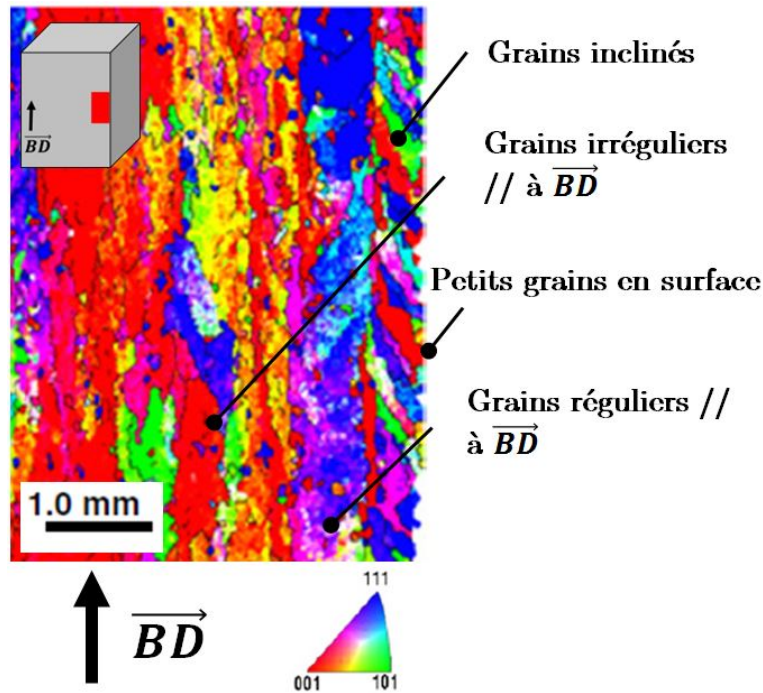 Grains inclinés
BD
Grains irréguliers
// à BD
Petits grains en surface
Grains réguliers //
à BD
1.0 mm
BD
111
001
101